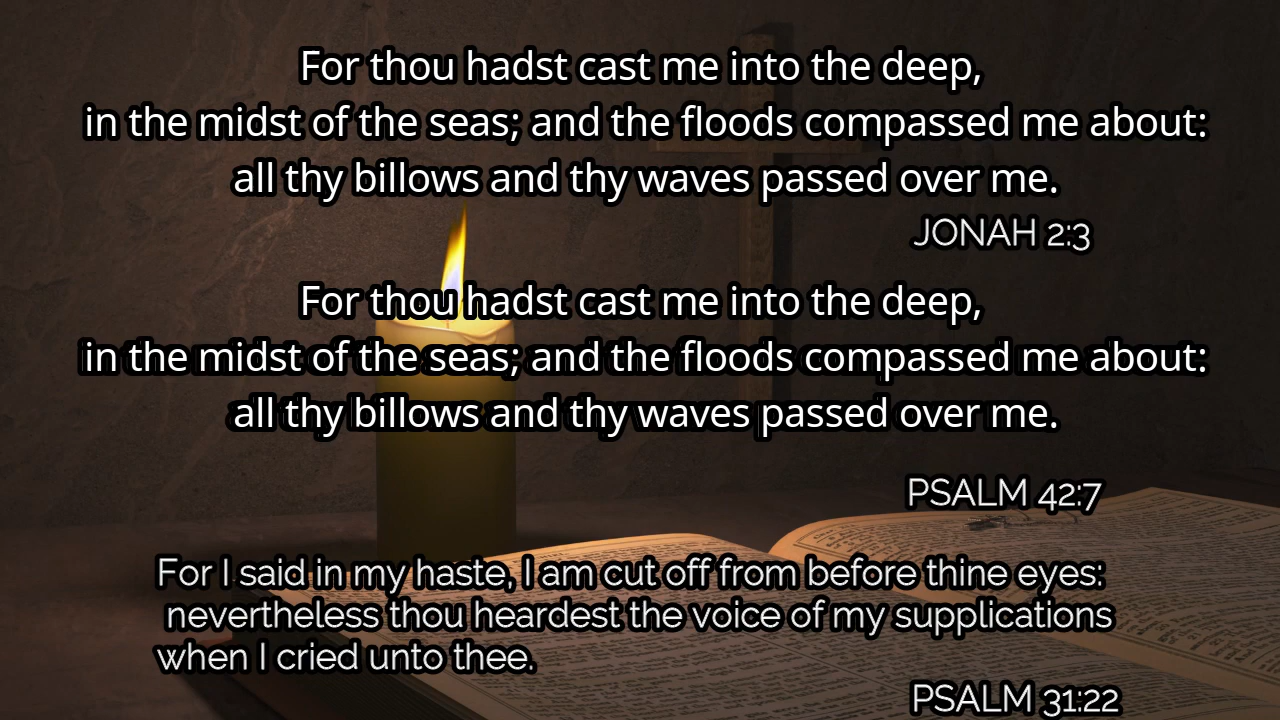 For thou hadst cast me into the deep,
in the midst of the seas; and the floods compassed me about:
all thy billows and thy waves passed over me.
JONAH 2:3
For thou hadst cast me into the deep,
in the midst of the seas; and the floods compassed me about:
all thy billows and thy waves passed over me.
PSALM 42:7
For I said in my haste, I am cut off from before thine eyes:
nevertheless thou heardest the voice of my supplications
when I cried unto thee.
PSALM 31:22